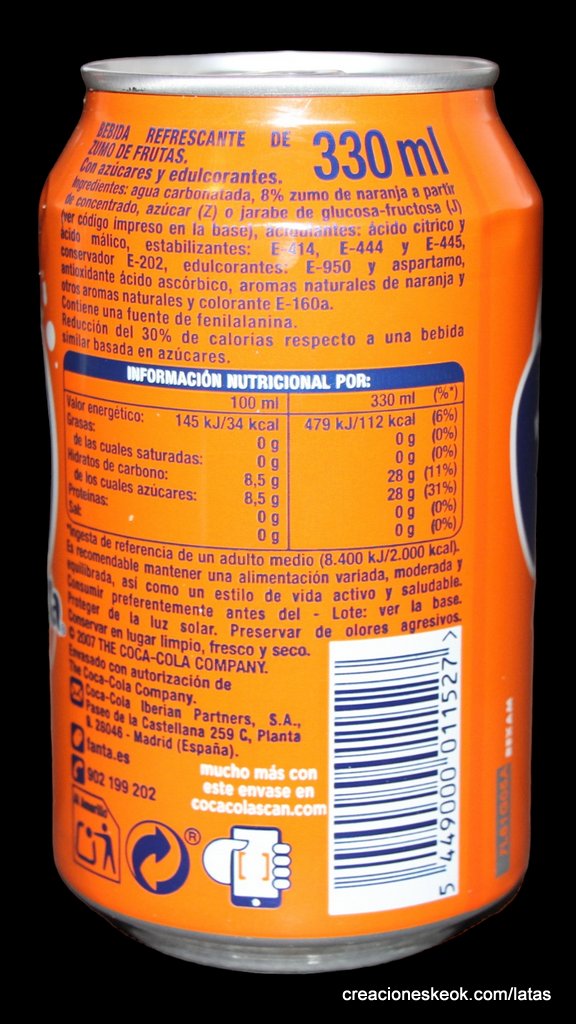 BEBIDA REFRESCANTE DE
ZUMO DE FRUTAS.
Con azúcares y edulcorantes.
330 ml
Ingredientes: agua carbonatada, 8% zumo de naranja a partir
de concentrado, azúcar (Z) o jarabe de glucosa-fructosa (J)
(ver código impreso en la base), acidulantes: ácido cítrico y
ácido málico, estabilizantes: E-414, E-444 y E-445,
conservador E-202, edulcorantes: E-950 y aspartamo,
antioxidante ácido ascórbico, aromas naturales de naranja y
otros aromas naturales y colorante E-160a.
Contiene una fuente de fenilalanina.
Reducción del 30% de calorías respecto a una bebida
similar basada en azúcares.
INFORMACIÓN NUTRICIONAL POR:
100 ml 330 ml (%*)
Valor energético: 145 kJ/34 kcal 479 kJ/112 kcal (6%)
Grasas: 0 g 0 g (0%)
de las cuales saturadas: 0 g 0 g (0%)
Hidratos de carbono: 8,5 g 28 g (11%)
de los cuales azúcares: 8,5 g 28 g (31%)
Proteínas: 0 g 0 g (0%)
Sal: 0 g 0 g (0%)
*Ingesta de referencia de un adulto medio (8.400 kJ/2.000 kcal).
Es recomendable mantener una alimentación variada, moderada y
equilibrada, así como un estilo de vida activo y saludable.
Consumir preferentemente antes del - Lote: ver la base.
Proteger de la luz solar. Preservar de olores agresivos.
Conservar en lugar limpio, fresco y seco.
© 2007 THE COCA-COLA COMPANY.
Envasado con autorización de
The Coca-Cola Company.
Coca-Cola Iberian Partners, S.A.,
Paseo de la Castellana 259 C, Planta
9. 28046 - Madrid (España).
fanta.es
902 199 202
mucho más con
este envase en
cocacolascan.com
Al Amarillo
®
5 449000 011527 >
REXAM
creacioneskeok.com/latas